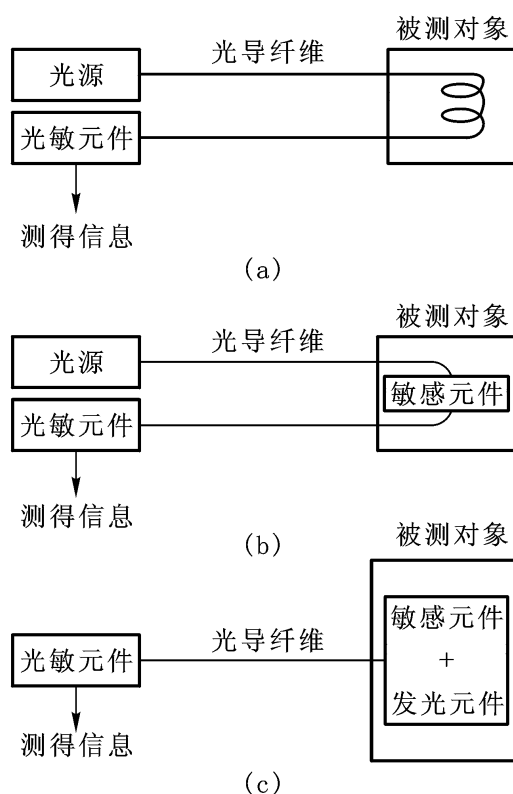 被测对象
光导纤维
光源
光敏元件
测得信息
(a)
被测对象
光导纤维
光源
敏感元件
光敏元件
测得信息
(b)
被测对象
敏感元件
光导纤维
光敏元件
+
发光元件
测得信息
(c)